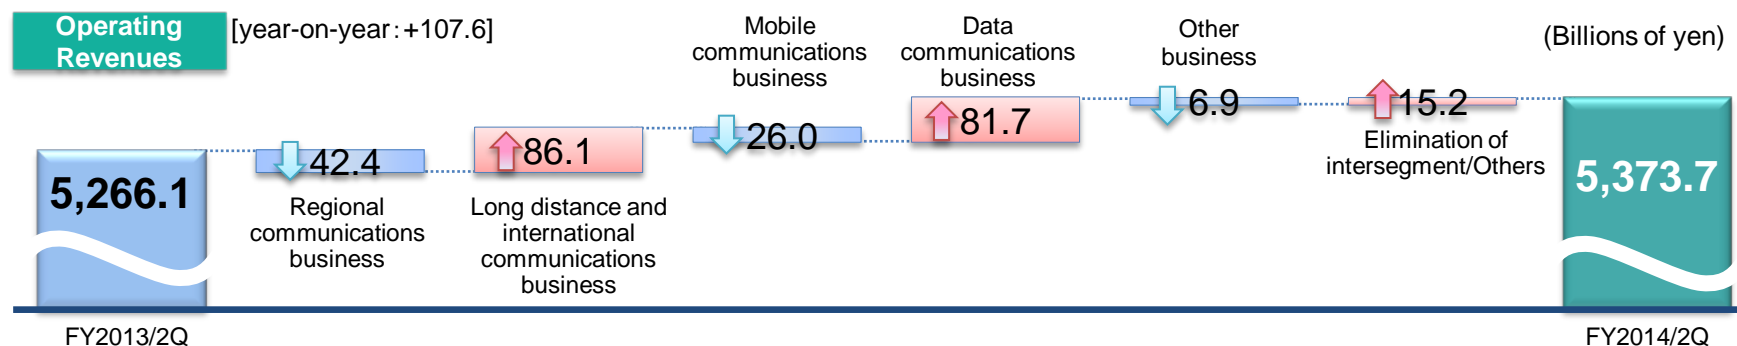 Operating
Revenues
[year-on-year：+107.6]
(Billions of yen)
5,266.1
FY2013/2Q
42.4
Regional
communications
business
86.1
Long distance and
international
communications
business
Mobile
communications
business
26.0
Data
communications
business
81.7
Other
business
6.9
15.2
Elimination of
intersegment/Others
5,373.7
FY2014/2Q